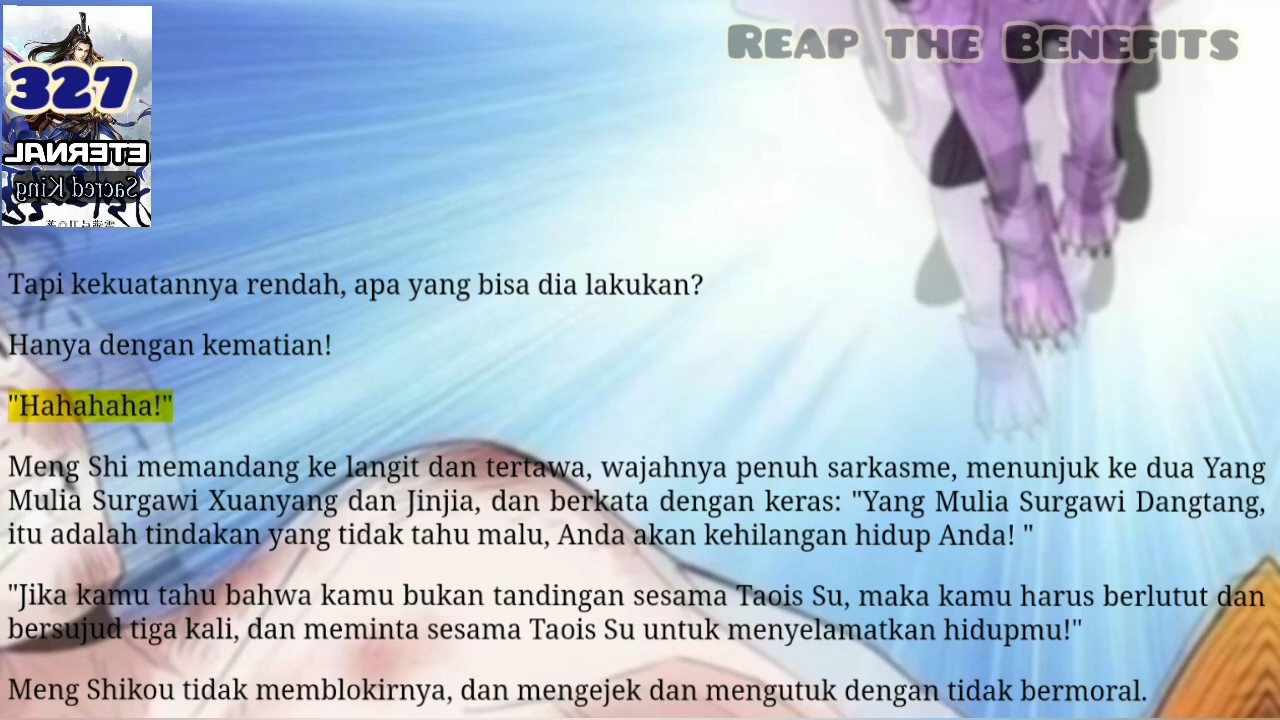 Reap the Benefits
327
ETERNAL
Sacred King
Tapi kekuatannya rendah, apa yang bisa dia lakukan?
Hanya dengan kematian!
"Hahahaha!"
Meng Shi memandang ke langit dan tertawa, wajahnya penuh sarkasme, menunjuk ke dua Yang
Mulia Surgawi Xuanyang dan Jinjia, dan berkata dengan keras: "Yang Mulia Surgawi Dangtang,
itu adalah tindakan yang tidak tahu malu, Anda akan kehilangan hidup Anda! "
"Jika kamu tahu bahwa kamu bukan tandingan sesama Taois Su, maka kamu harus berlutut dan
bersujud tiga kali, dan meminta sesama Taois Su untuk menyelamatkan hidupmu!"
Meng Shikou tidak memblokirnya, dan mengejek dan mengutuk dengan tidak bermoral.